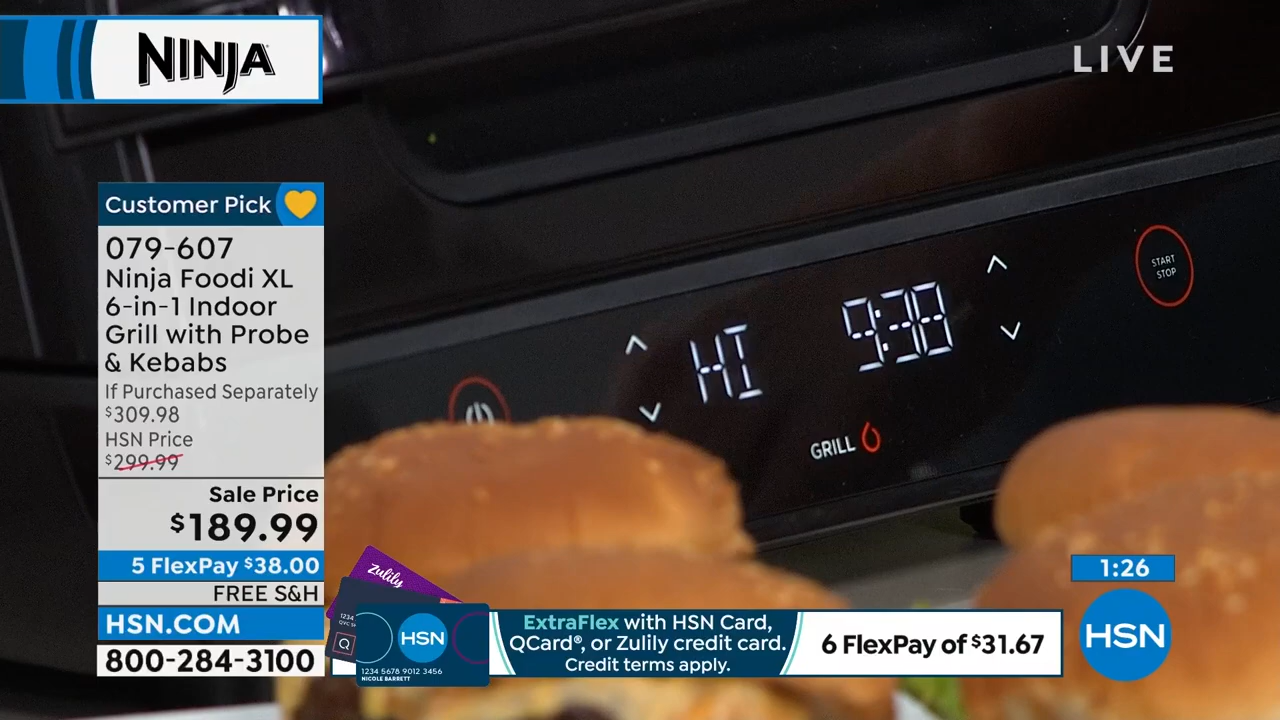 NINJA
LIVE
Customer Pick
079-607
Ninja Foodi XL
6-in-1 Indoor
Grill with Probe
& Kebabs
If Purchased Separately
$309.98
HSN Price
$299.99
Sale Price
$189.99
5 FlexPay $38.00
FREE S&H
HSN.COM
800-284-3100
START
STOP
HI
9:38
GRILL
Zulily
1234
Q
HSN
1234 5678 9012 3456
NICOLE BARRETT
ExtraFlex with HSN Card,
QCard®, or Zulily credit card.
Credit terms apply.
6 FlexPay of $31.67
1:26
HSN